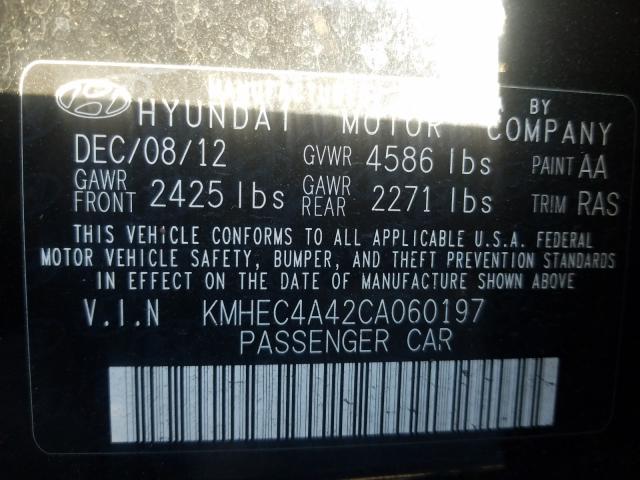 BY
HYUNDAI MOTOR COMPANY
DEC/08/12 GVWR 4586 lbs PAINT AA
GAWR FRONT 2425 lbs GAWR REAR 2271 lbs TRIM RAS
THIS VEHICLE CONFORMS TO ALL APPLICABLE U.S.A. FEDERAL
MOTOR VEHICLE SAFETY, BUMPER, AND THEFT PREVENTION STANDARDS
IN EFFECT ON THE DATE OF MANUFACTURE SHOWN ABOVE
V.I.N KMHEC4A42CA060197
PASSENGER CAR